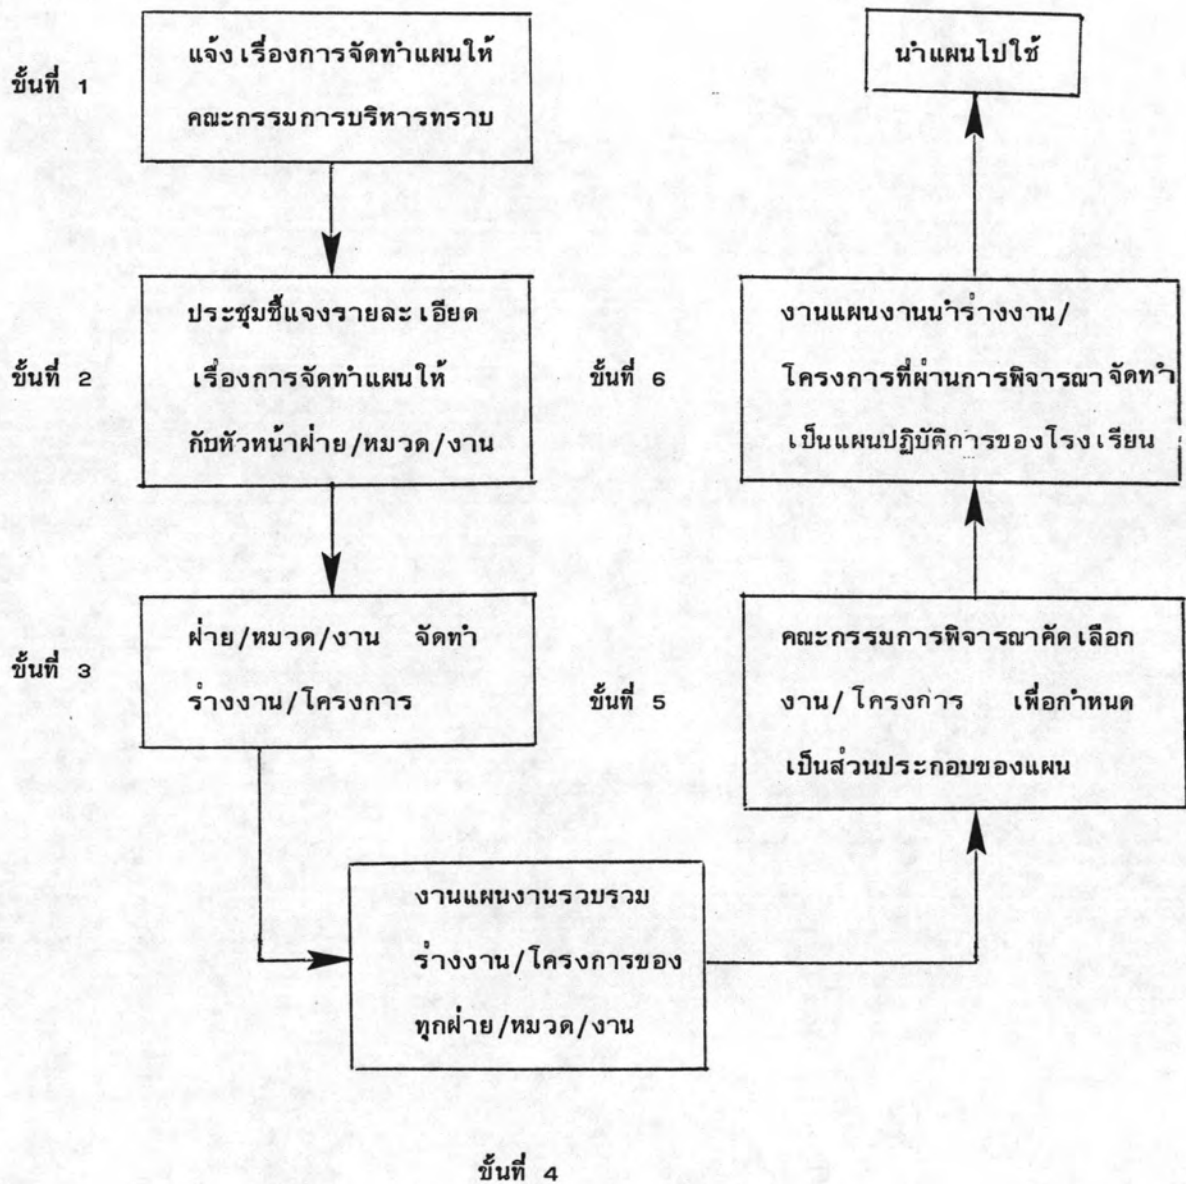 ขั้นที่ 1
แจ้งเรื่องการจัดทำแผนให้
คณะกรรมการบริหารทราบ
ขั้นที่ 2
ประชุมชี้แจงรายละเอียด
เรื่องการจัดทำแผนให้
กับหัวหน้าฝ่าย/หมวด/งาน
ขั้นที่ 3
ฝ่าย/หมวด/งาน จัดทำ
ร่างงาน/โครงการ
งานแผนงานรวบรวม
ร่างงาน/โครงการของ
ทุกฝ่าย/หมวด/งาน
ขั้นที่ 4
ขั้นที่ 5
คณะกรรมการพิจารณาคัดเลือก
งาน/โครงการ เพื่อกำหนด
เป็นส่วนประกอบของแผน
ขั้นที่ 6
งานแผนงานนำร่างงาน/
โครงการที่ผ่านการพิจารณา จัดทำ
เป็นแผนปฏิบัติการของโรงเรียน
นำแผนไปใช้